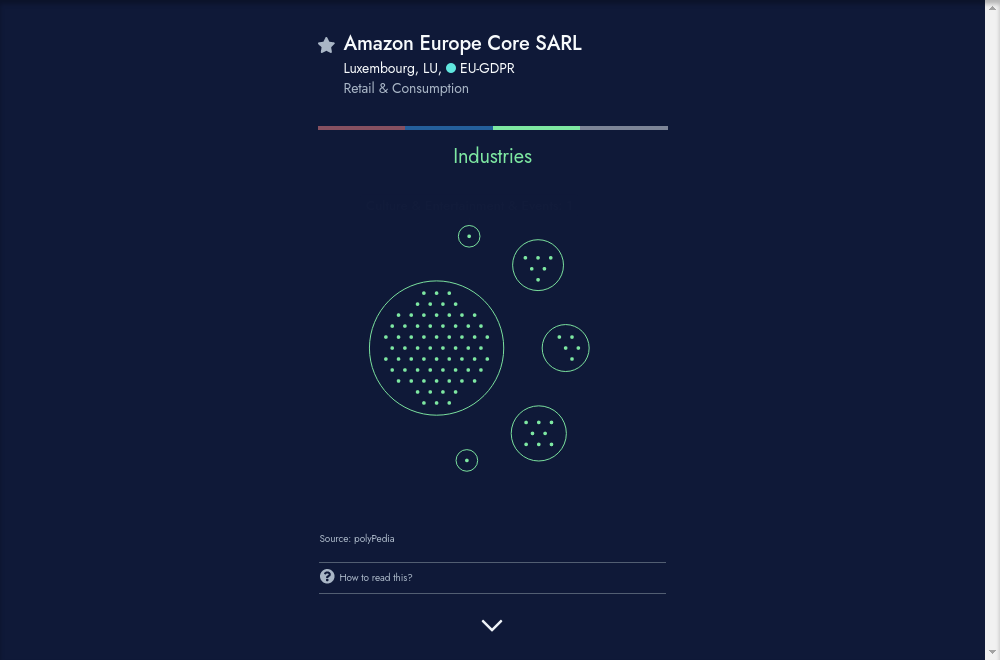 Amazon Europe Core SARL
Luxembourg, LU, EU-GDPR
Retail & Consumption
Industries
Source: polyPedia
How to read this?